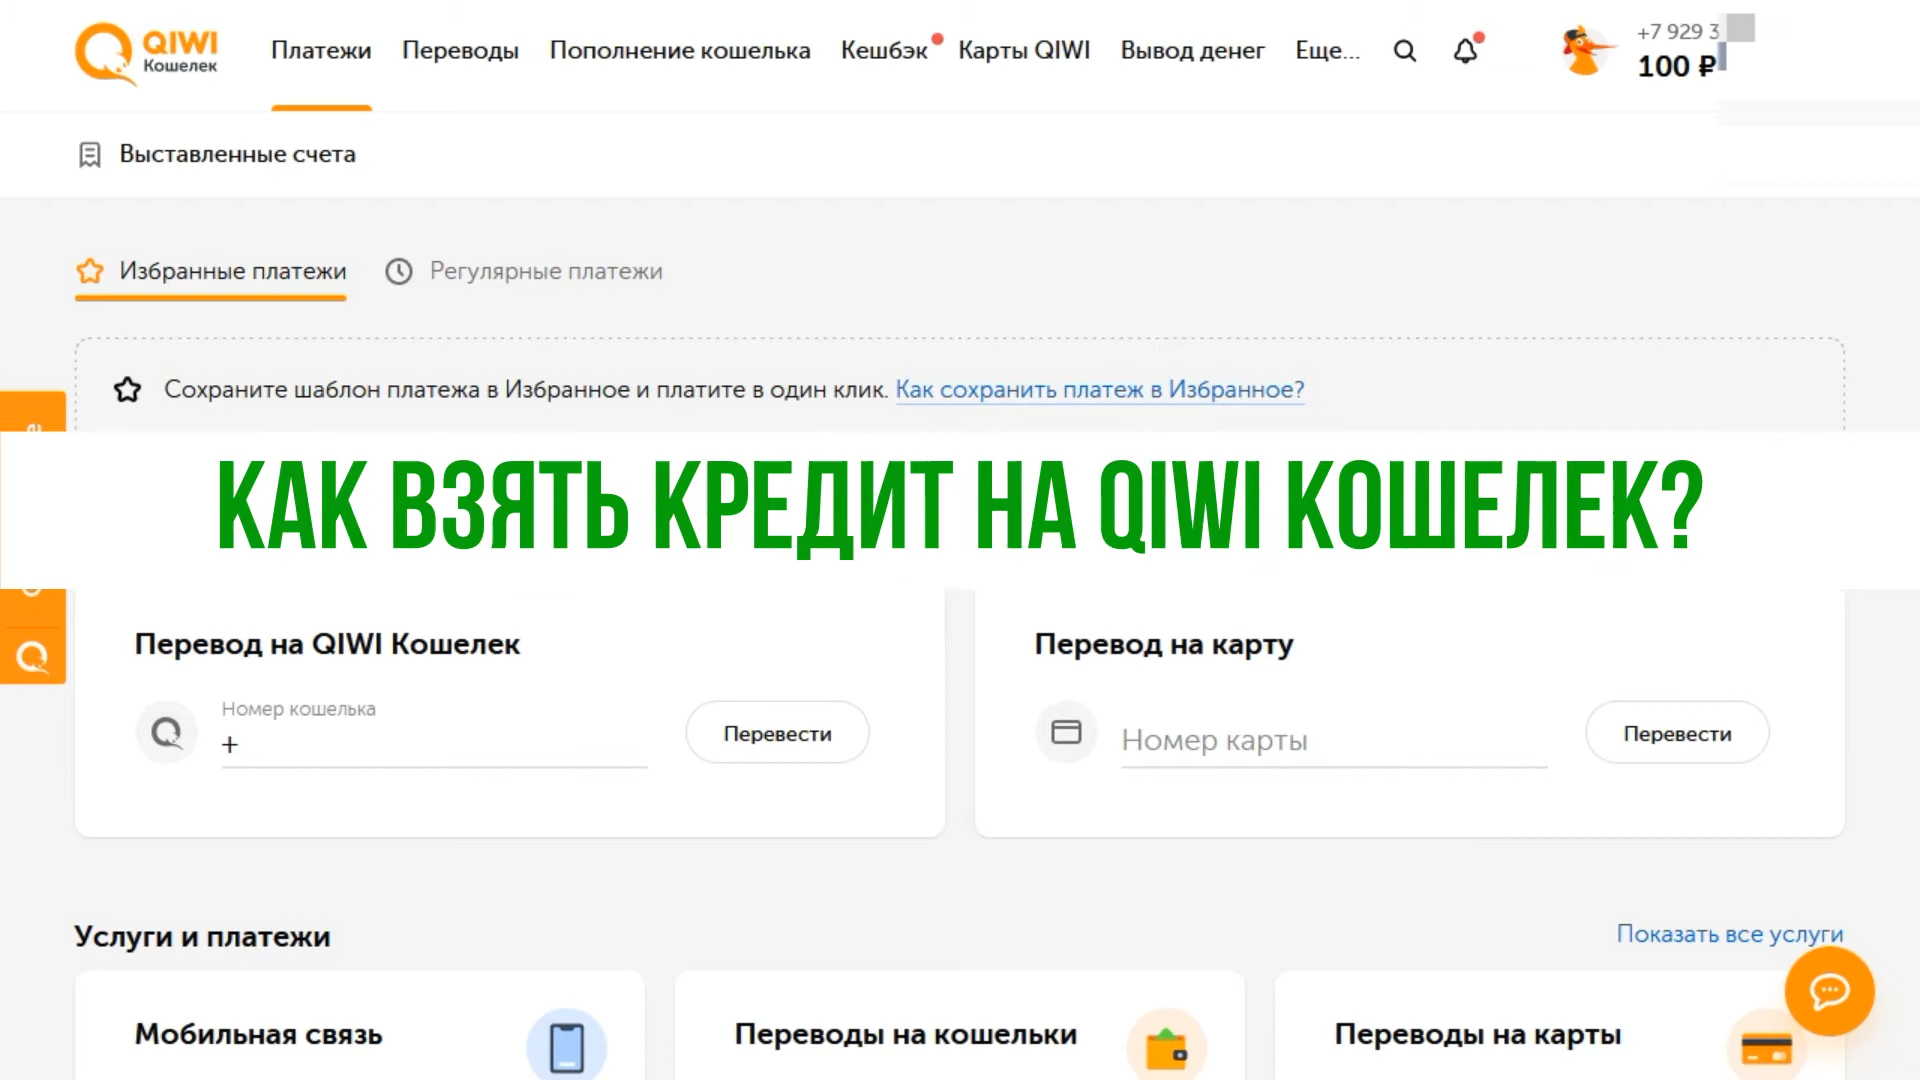 QIWI
Кошелек
Платежи Переводы Пополнение кошелька Кешбэк Карты QIWI Вывод денег Еще...
+7 929 3
100 ₽
Выставленные счета
Избранные платежи Регулярные платежи
Сохраните шаблон платежа в Избранное и платите в один клик. Как сохранить платеж в Избранное?
КАК ВЗЯТЬ КРЕДИТ НА QIWI КОШЕЛЕК?
Перевод на QIWI Кошелек
Номер кошелька
+
Перевести
Перевод на карту
Номер карты
Перевести
Услуги и платежи
Показать все услуги
Мобильная связь
Переводы на кошельки
Переводы на карты